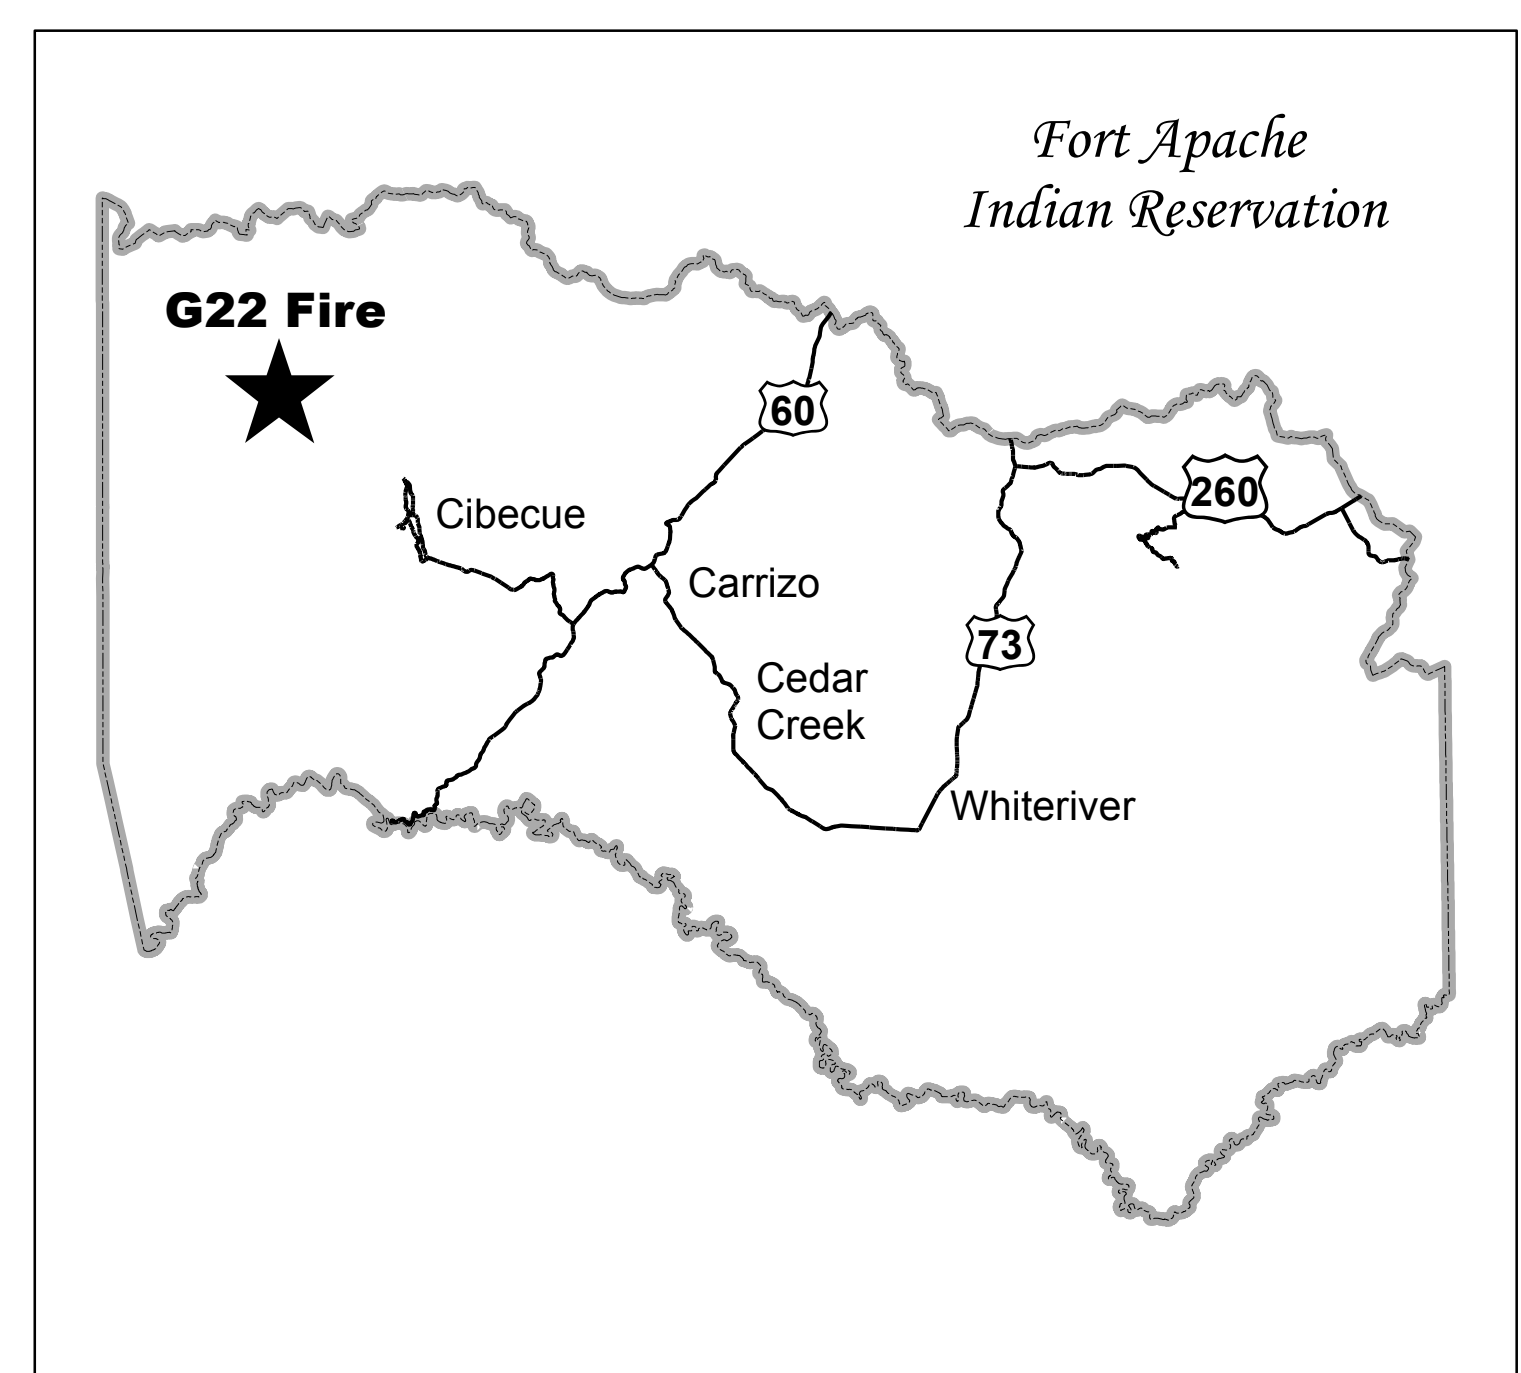 Fort Apache
Indian Reservation
G22 Fire
60
260
Cibecue
Carrizo
73
Cedar
Creek
Whiteriver